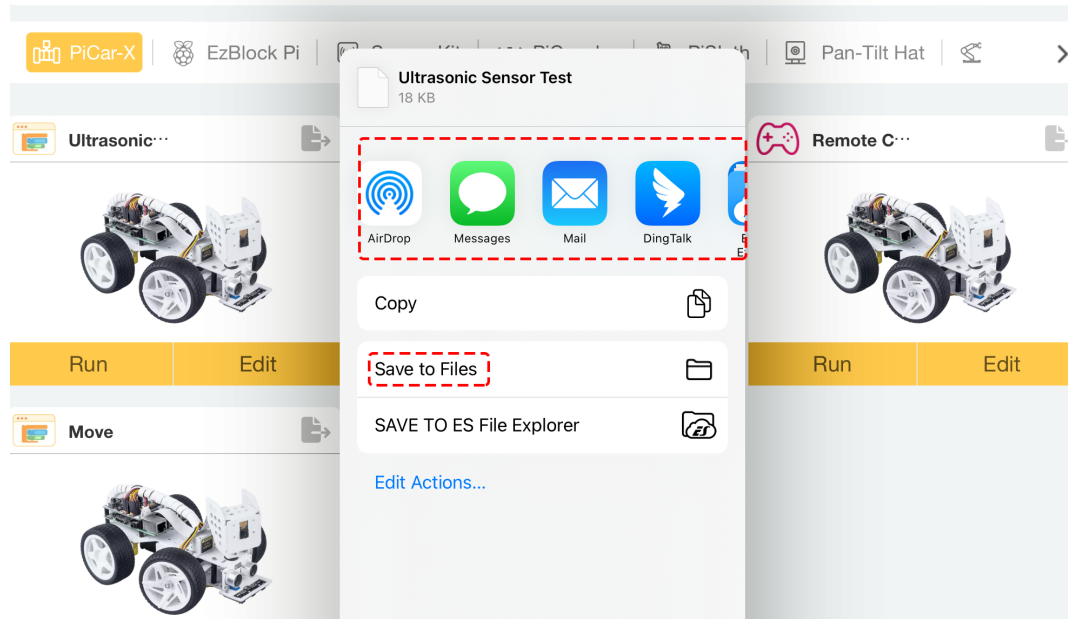 PiCar-X
EzBlock Pi
Pan-Tilt Hat
Ultrasonic Sensor Test
18 KB
Ultrasonic···
Remote C···
AirDrop
Messages
Mail
DingTalk
Copy
Run
Edit
Save to Files
Run
Edit
SAVE TO ES File Explorer
Move
Edit Actions...